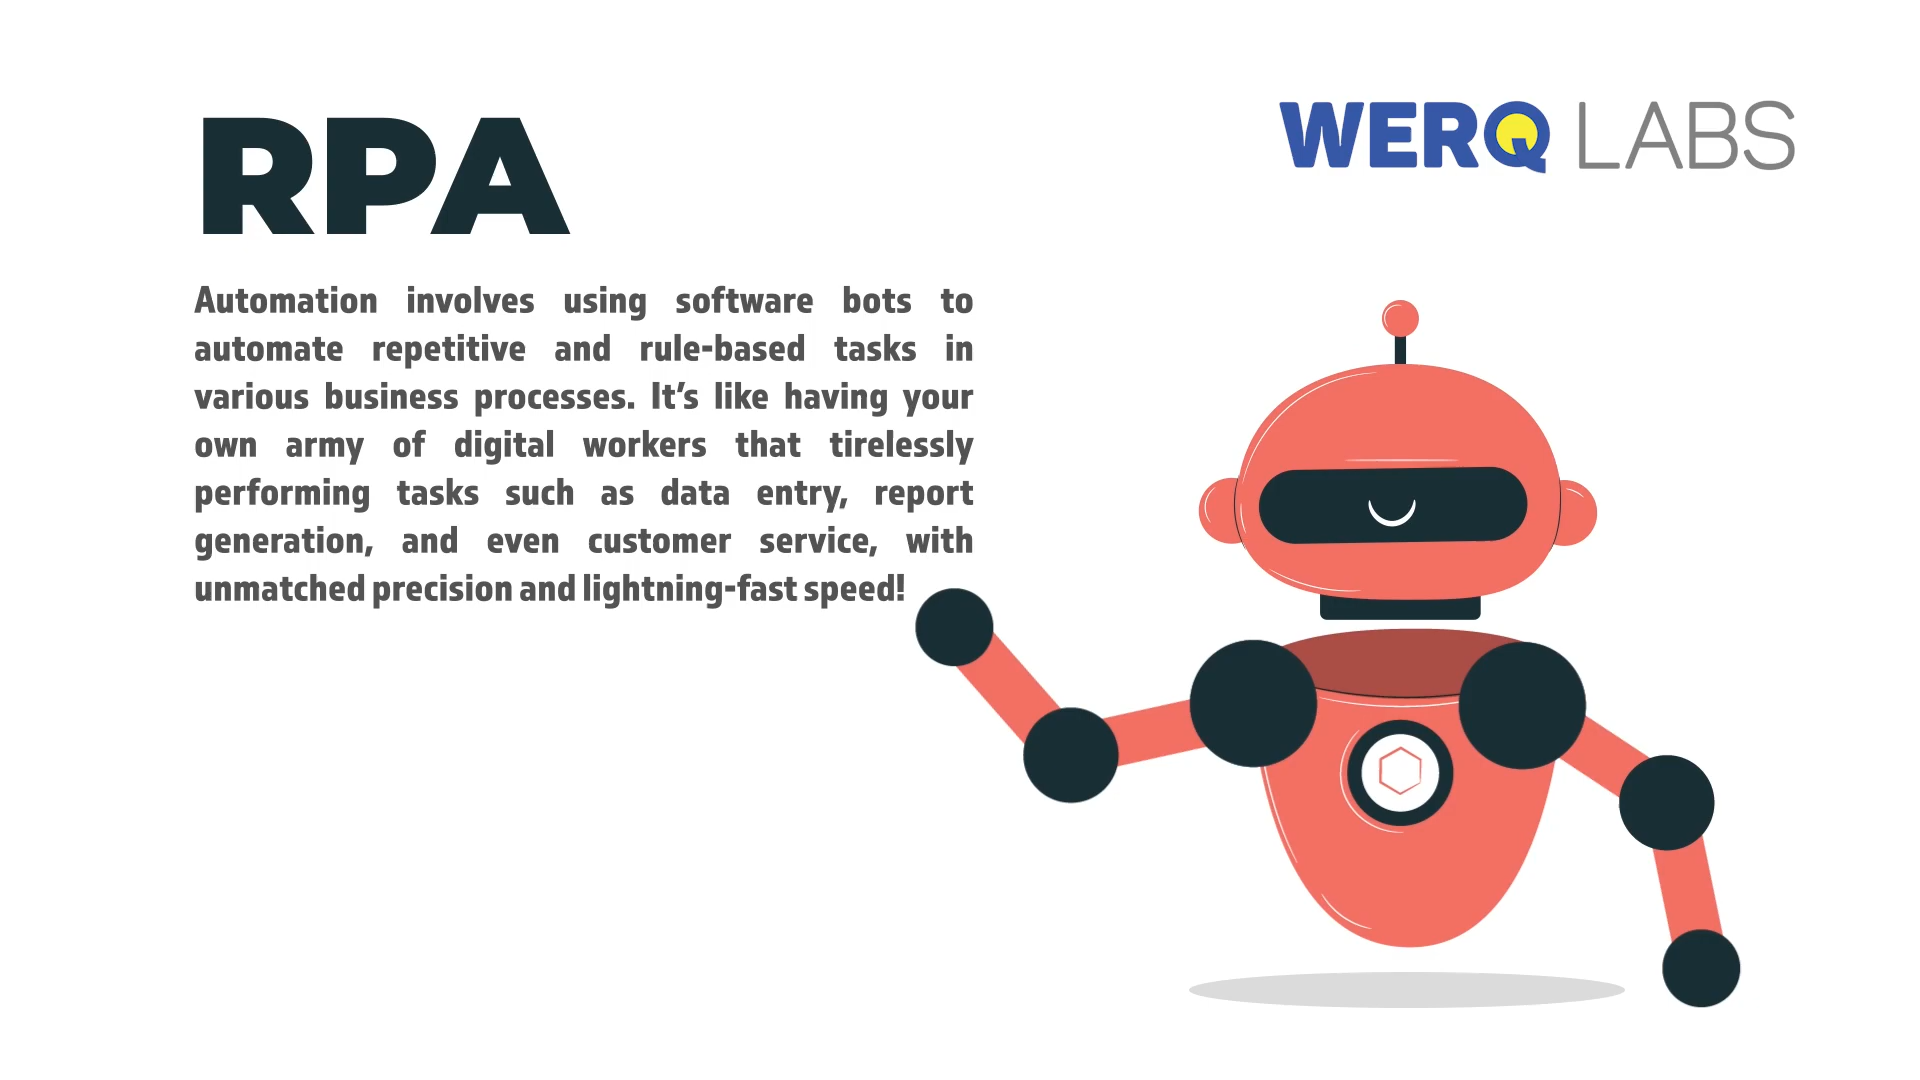 RPA
WERQ LABS
Automation involves using software bots to
automate repetitive and rule-based tasks in
various business processes. It’s like having your
own army of digital workers that tirelessly
performing tasks such as data entry, report
generation, and even customer service, with
unmatched precision and lightning-fast speed!